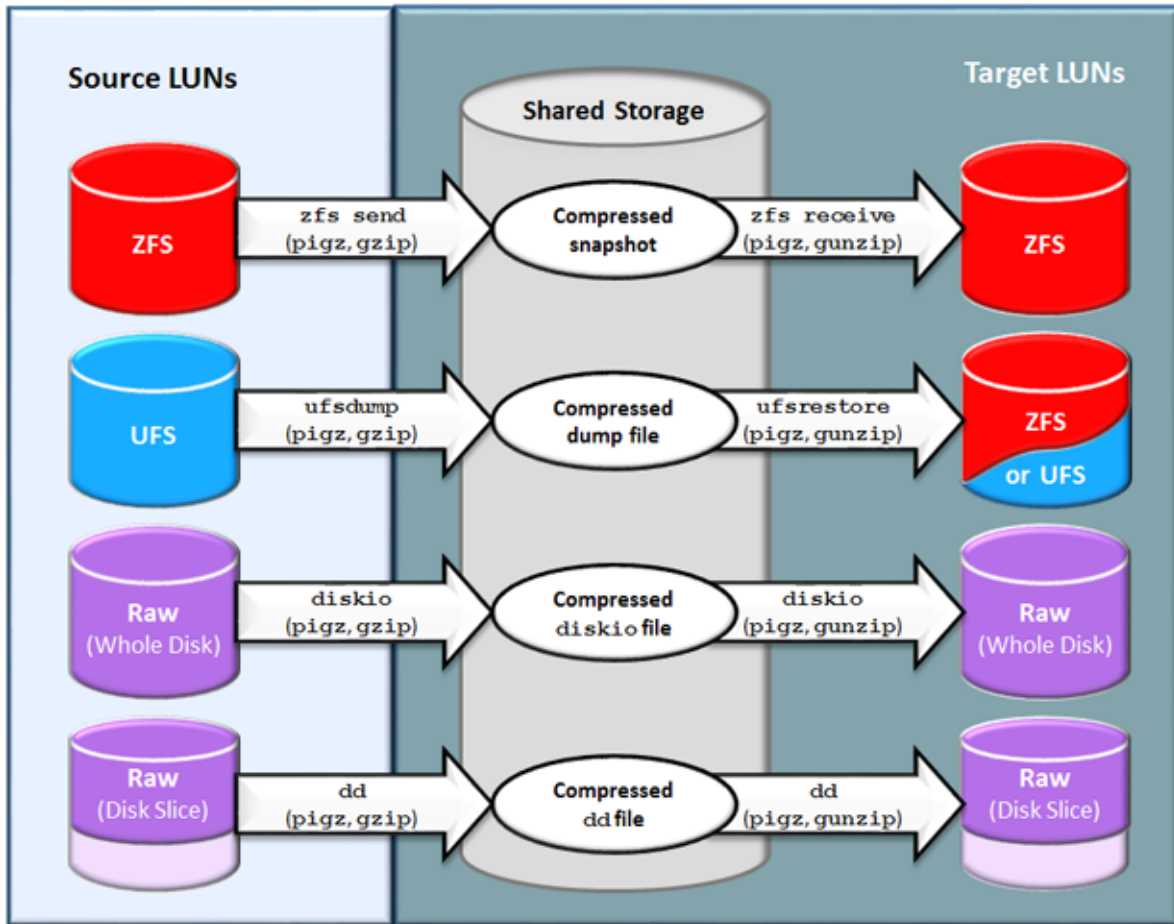 Source LUNs
Shared Storage
Target LUNs
ZFS
zfs send
(pigz, gzip)
Compressed
snapshot
zfs receive
(pigz, gunzip)
ZFS
UFS
ufsdump
(pigz, gzip)
Compressed
dump file
ufsrestore
(pigz, gunzip)
ZFS
or UFS
Raw
(Whole Disk)
diskio
(pigz, gzip)
Compressed
diskio file
diskio
(pigz, gunzip)
Raw
(Whole Disk)
Raw
(Disk Slice)
dd
(pigz, gzip)
Compressed
dd file
dd
(pigz, gunzip)
Raw
(Disk Slice)